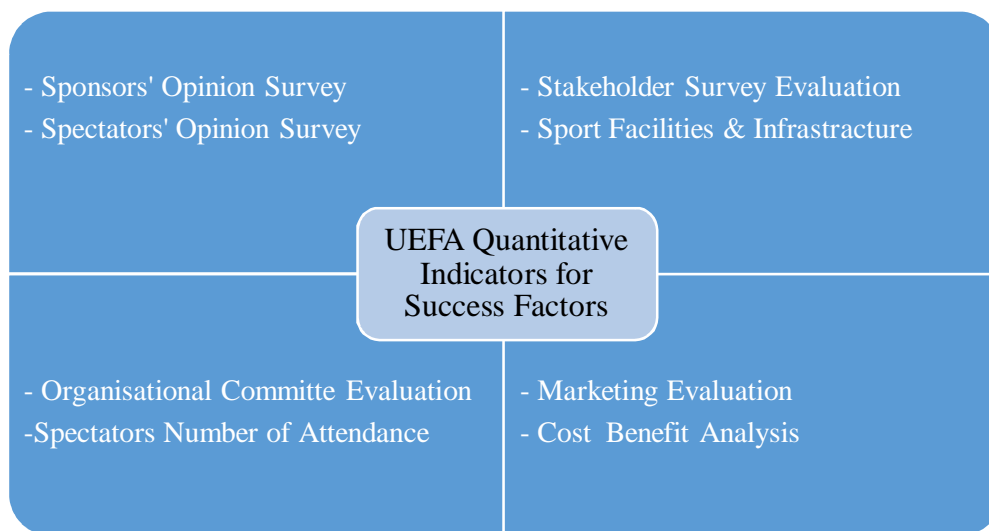 - Sponsors' Opinion Survey
- Spectators' Opinion Survey
- Stakeholder Survey Evaluation
- Sport Facilities & Infrastracture
UEFA Quantitative
Indicators for
Success Factors
- Organisational Committe Evaluation
-Spectators Number of Attendance
- Marketing Evaluation
- Cost Benefit Analysis